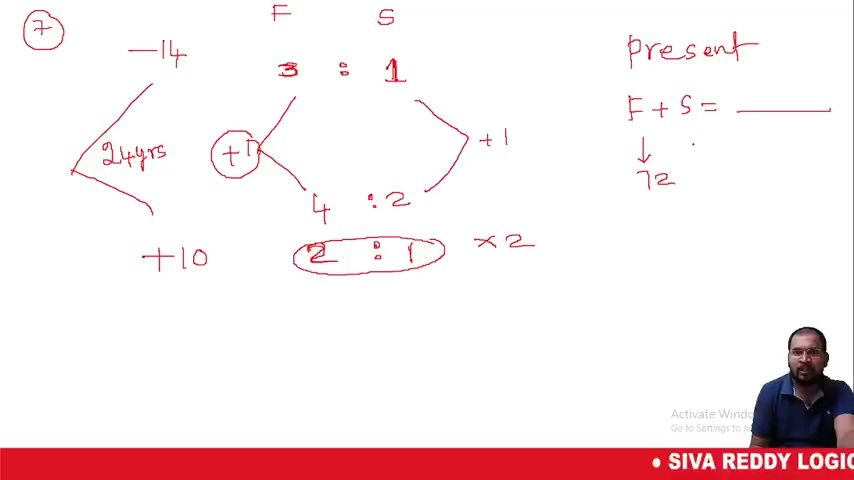 7
F S
-14 3 : 1
24yrs +1 +1
4 : 2
+10 2 : 1 ×2
present
F + S = ______
↓
72
Activate Windo
Go to Settings to a
• SIVA REDDY LOGIC